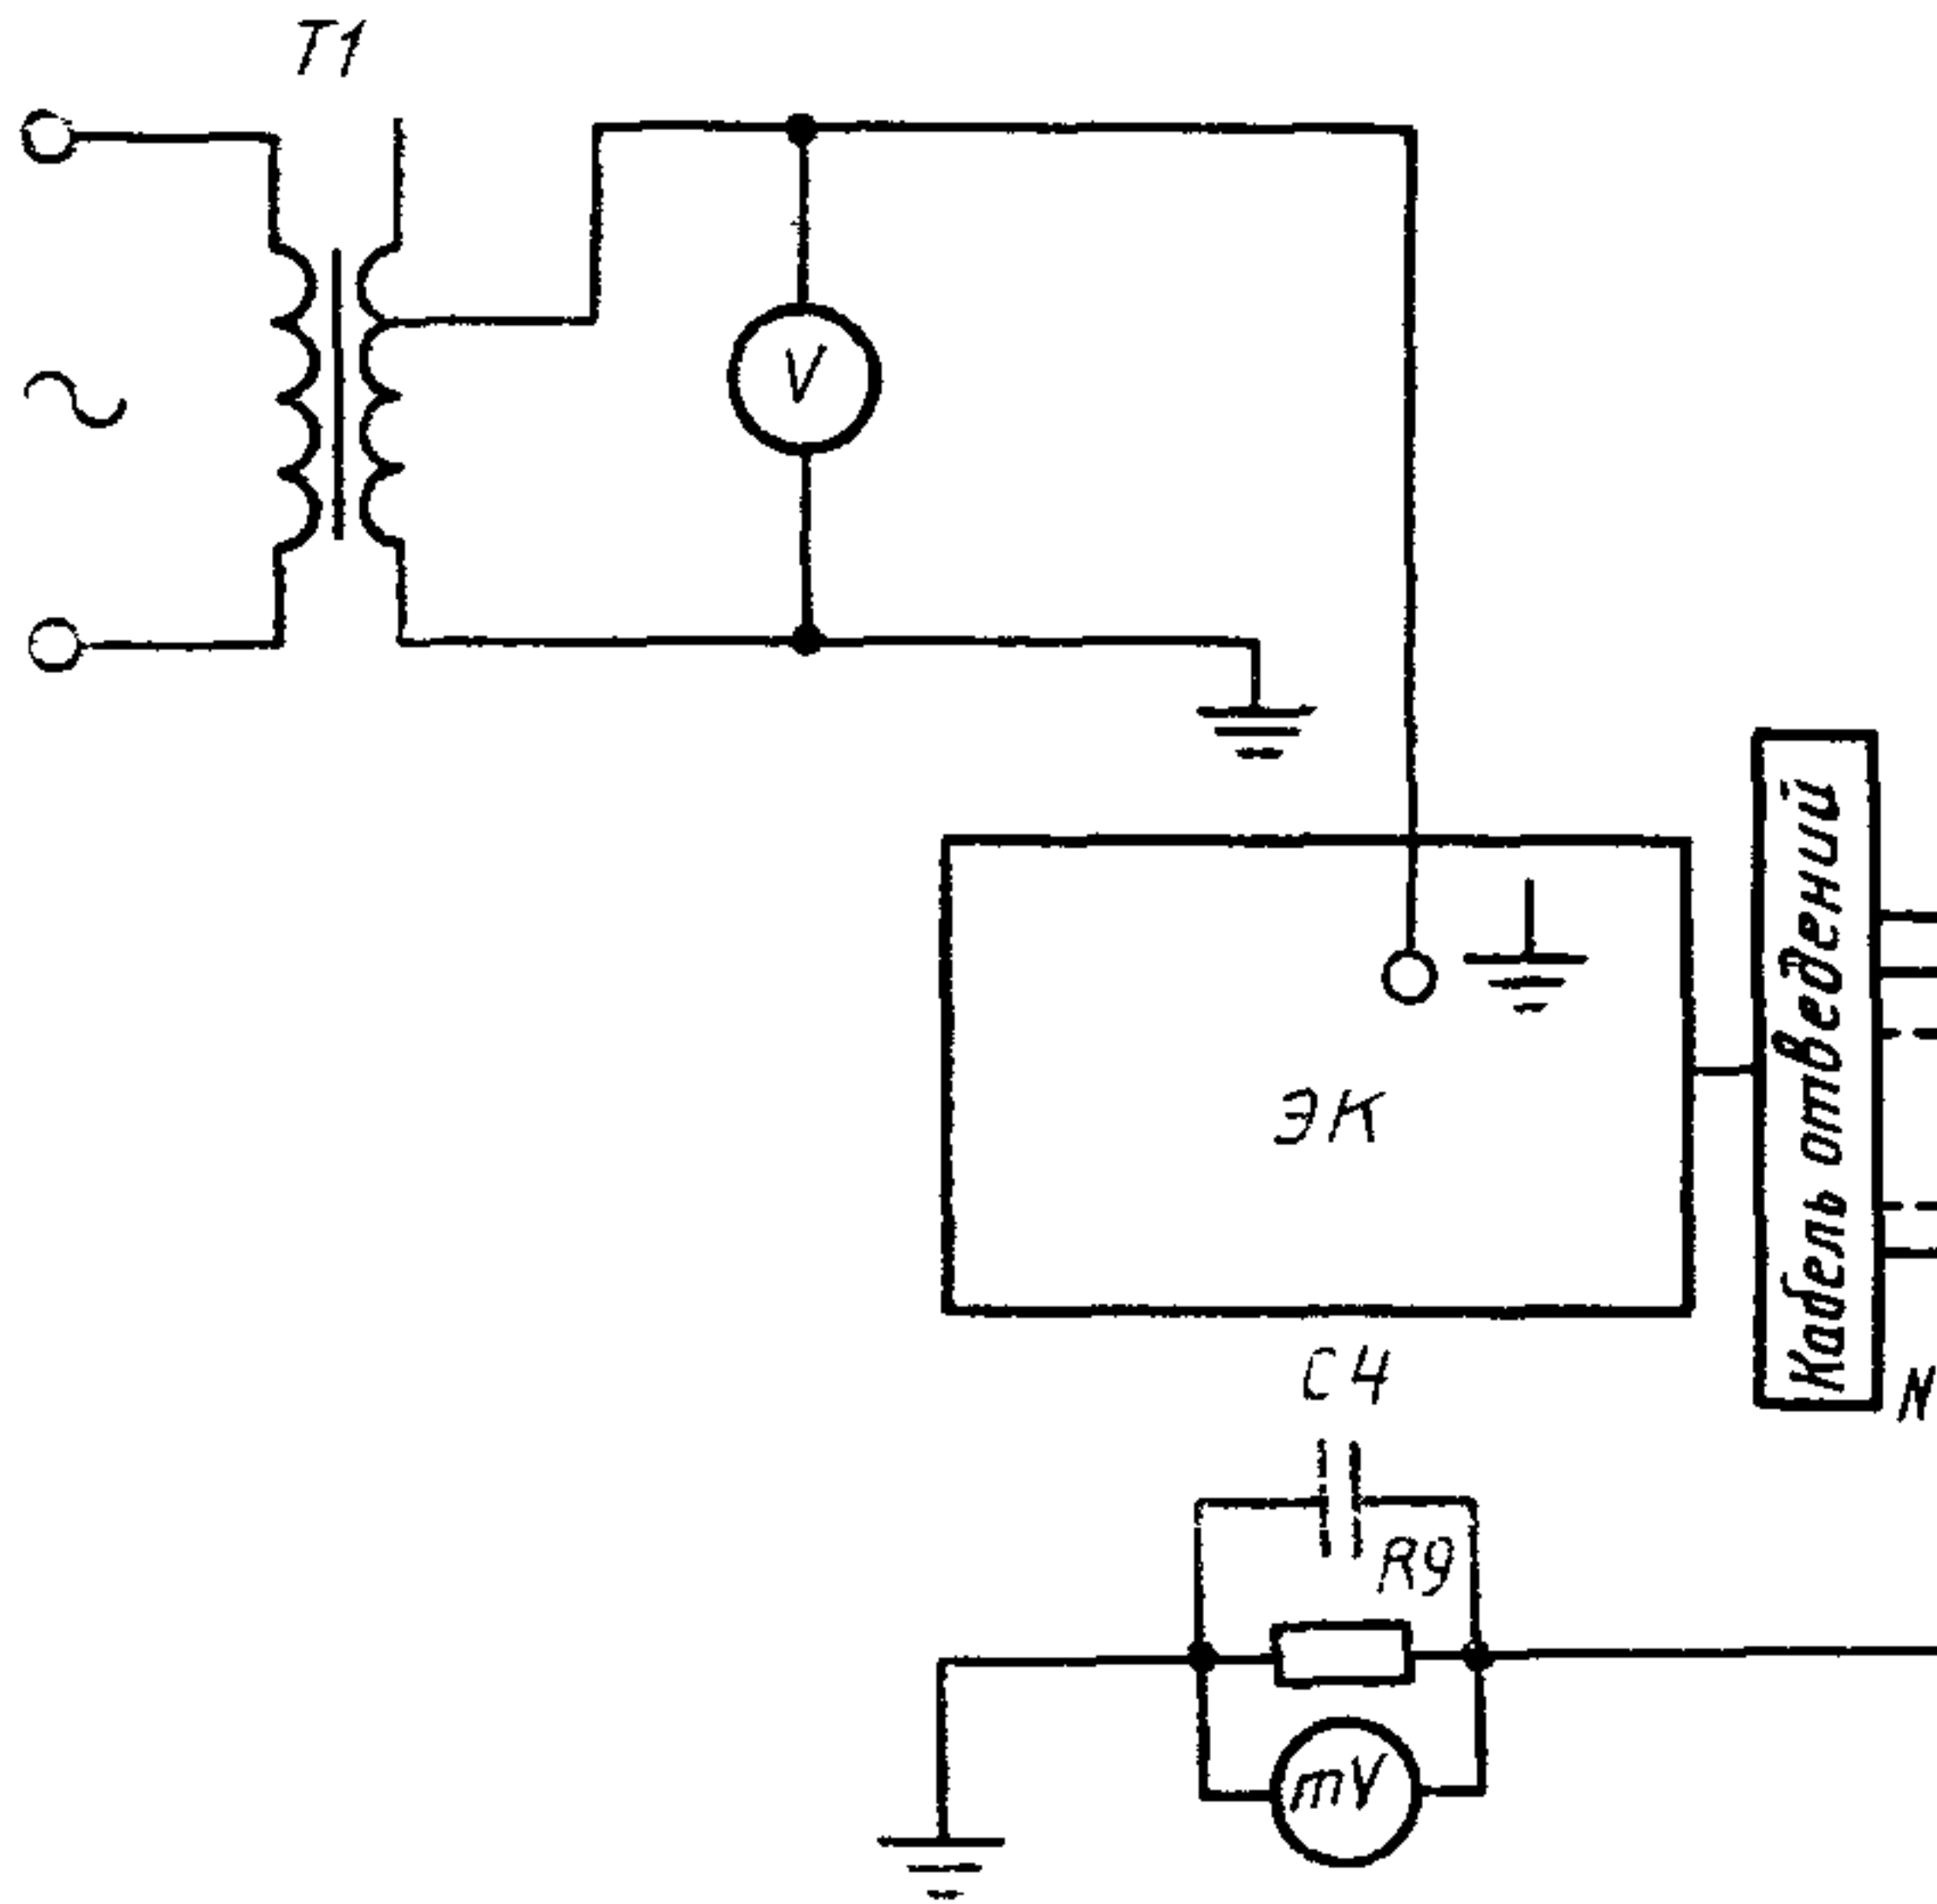 T1
V
Кабель отведений
ЭК
C4
N
R9
mV